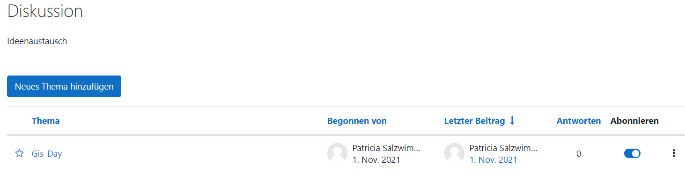 Diskussion
Ideenaustausch
Neues Thema hinzufügen
Thema Begonnen von Letzter Beitrag ↓ Antworten Abonnieren
Gis-Day Patricia Salzwim... Patricia Salzwim... 0
1. Nov. 2021 1. Nov. 2021